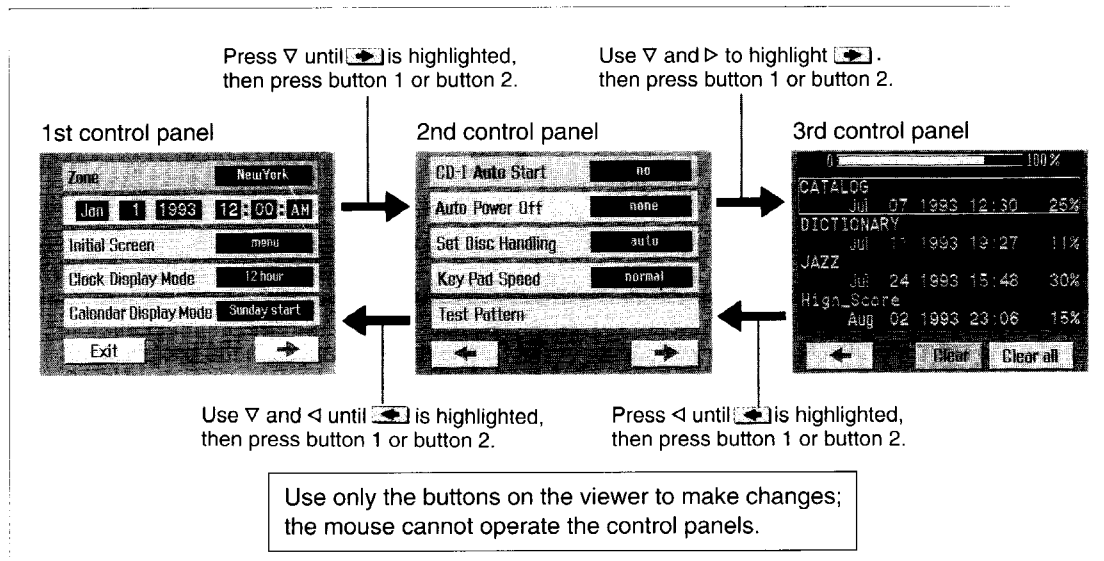 Press ▽ until ➡ is highlighted,
then press button 1 or button 2.
Use ▽ and ▷ to highlight ➡ .
then press button 1 or button 2.
1st control panel
Zone NewYork
Jan 1 1993 12:00:AM
Initial Screen menu
Clock Display Mode 12 hour
Calendar Display Mode Sunday start
Exit ➡
2nd control panel
CD-I Auto Start no
Auto Power Off none
Set Disc Handling auto
Key Pad Speed normal
Test Pattern
⬅ ➡
3rd control panel
0 100 %
CATALOG
Jul 07 1993 12:30 25%
DICTIONARY
Jul 11 1993 19:27 11%
JAZZ
Jul 24 1993 15:48 30%
High_Score
Aug 02 1993 23:06 15%
⬅ Clear Clear all
Use ▽ and ◁ until ⬅ is highlighted,
then press button 1 or button 2.
Press ◁ until ⬅ is highlighted,
then press button 1 or button 2.
Use only the buttons on the viewer to make changes;
the mouse cannot operate the control panels.